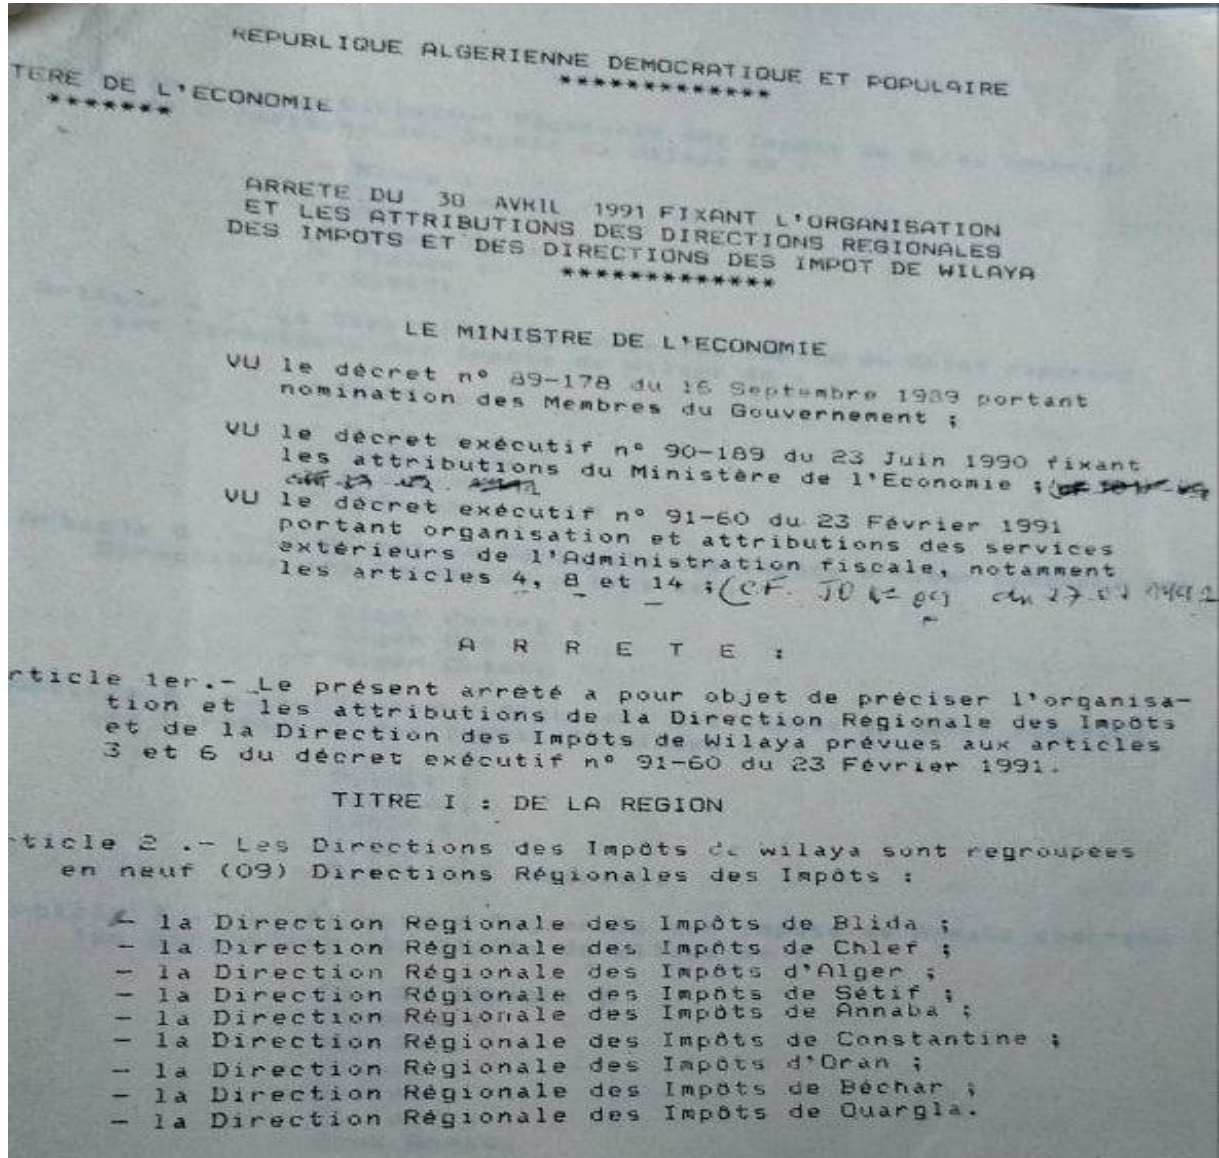 REPUBLIQUE ALGERIENNE DEMOCRATIQUE ET POPULAIRE
*************
TERE DE L'ECONOMIE
*******
ARRETE DU 30 AVRIL 1991 FIXANT L'ORGANISATION
ET LES ATTRIBUTIONS DES DIRECTIONS REGIONALES
DES IMPOTS ET DES DIRECTIONS DES IMPOT DE WILAYA
*************
LE MINISTRE DE L'ECONOMIE
VU le décret n° 89-178 du 16 Septembre 1989 portant
nomination des Membres du Gouvernement ;
VU le décret exécutif n° 90-189 du 23 Juin 1990 fixant
les attributions du Ministère de l'Economie ;
VU le décret exécutif n° 91-60 du 23 Février 1991
portant organisation et attributions des services
extérieurs de l'Administration fiscale, notamment
les articles 4, 8 et 14 ; (CF. JO n° 09 du 27.02
A R R E T E :
rticle 1er.- Le présent arrêté a pour objet de préciser l'organisa-
tion et les attributions de la Direction Régionale des Impôts
et de la Direction des Impôts de Wilaya prévues aux articles
3 et 6 du décret exécutif n° 91-60 du 23 Février 1991.
TITRE I : DE LA REGION
ticle 2 .- Les Directions des Impôts de wilaya sont regroupées
en neuf (09) Directions Régionales des Impôts :
- la Direction Régionale des Impôts de Blida ;
- la Direction Régionale des Impôts de Chlef ;
- la Direction Régionale des Impôts d'Alger ;
- la Direction Régionale des Impôts de Sétif ;
- la Direction Régionale des Impôts de Annaba ;
- la Direction Régionale des Impôts de Constantine ;
- la Direction Régionale des Impôts d'Oran ;
- la Direction Régionale des Impôts de Béchar ;
- la Direction Régionale des Impôts de Ouargla.